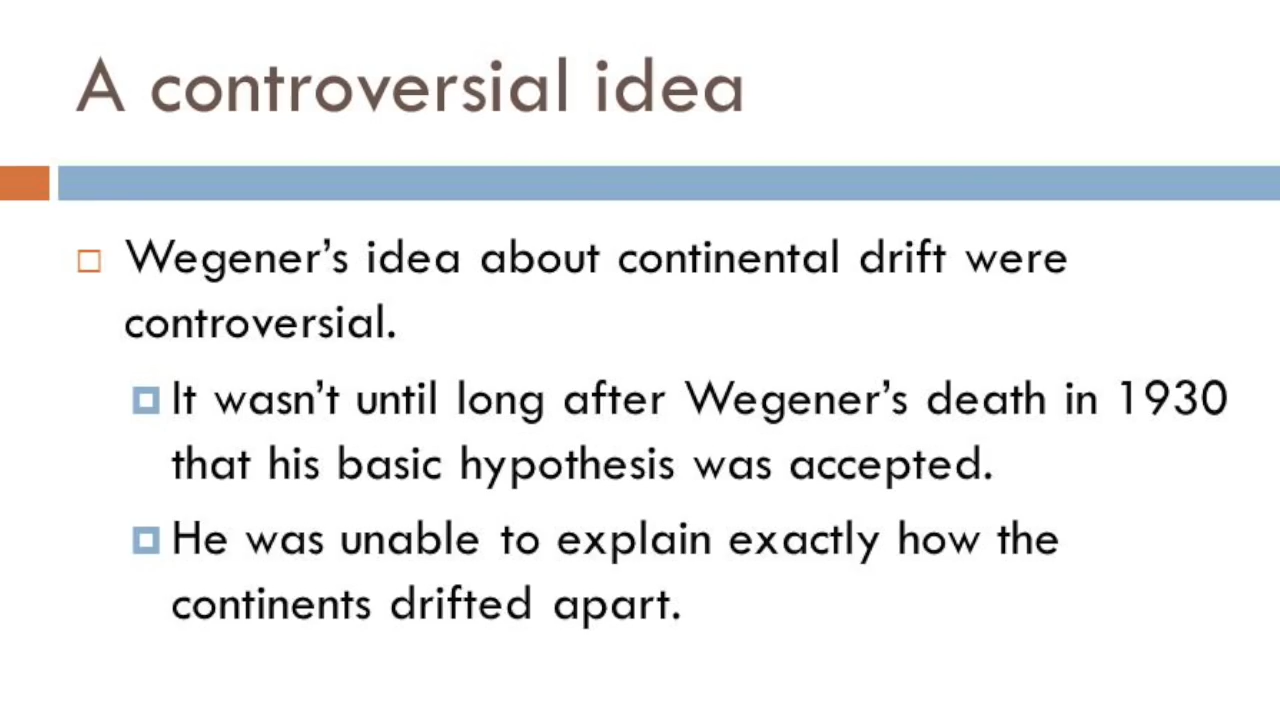 A controversial idea
Wegener’s idea about continental drift were
controversial.
It wasn’t until long after Wegener’s death in 1930
that his basic hypothesis was accepted.
He was unable to explain exactly how the
continents drifted apart.